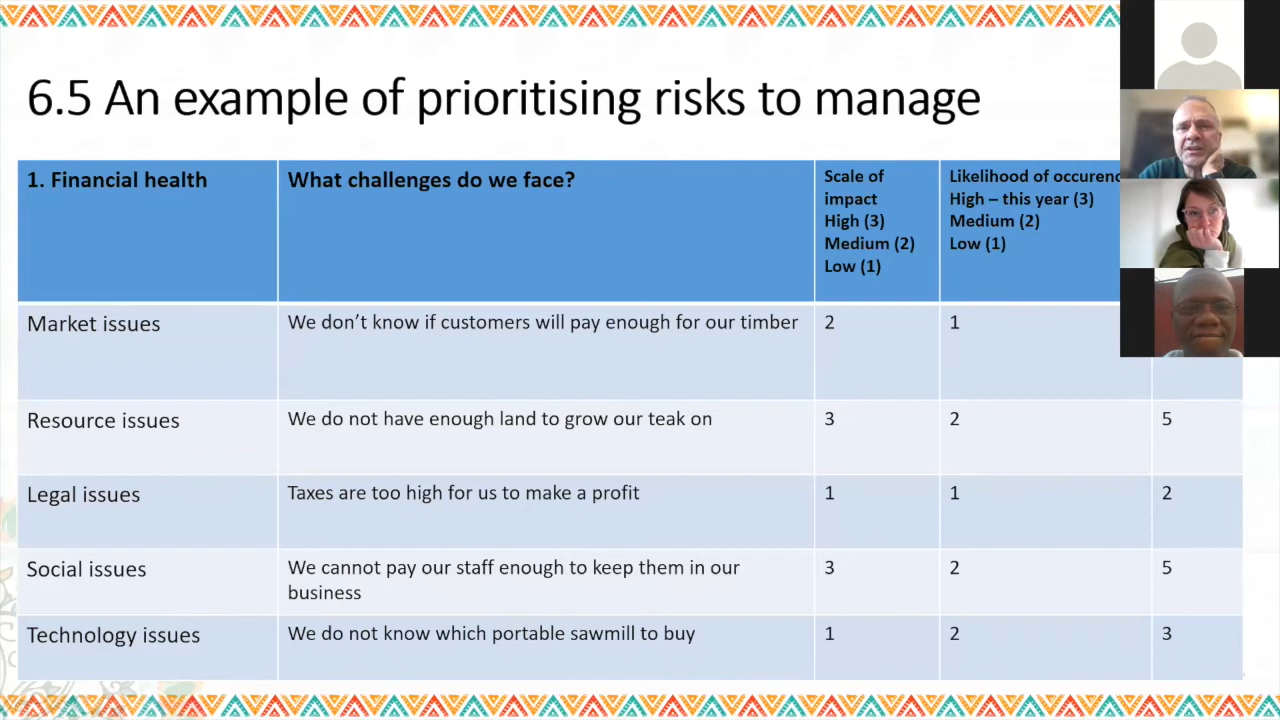 6.5 An example of prioritising risks to manage
1. Financial health
What challenges do we face?
Scale of
impact
High (3)
Medium (2)
Low (1)
Likelihood of
High – this year (3)
Medium (2)
Low (1)
Market issues
We don’t know if customers will pay enough for our timber
2
1
Resource issues
We do not have enough land to grow our teak on
3
2
5
Legal issues
Taxes are too high for us to make a profit
1
1
2
Social issues
We cannot pay our staff enough to keep them in our
business
3
2
5
Technology issues
We do not know which portable sawmill to buy
1
2
3